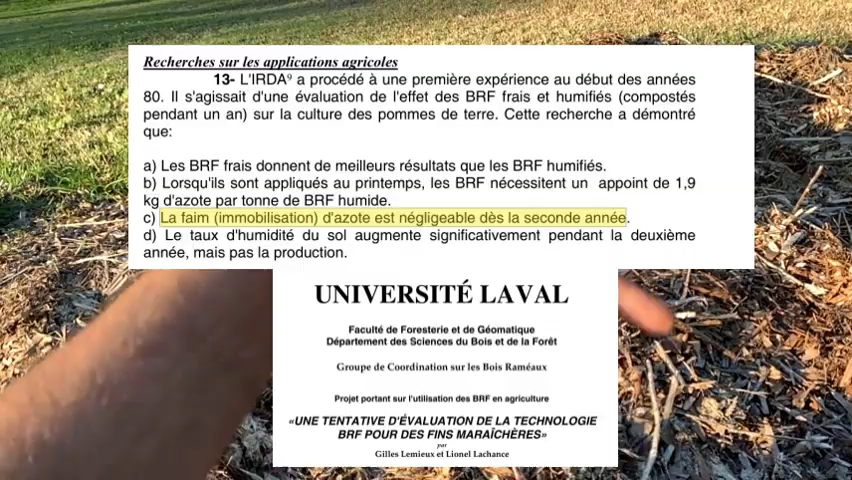 Recherches sur les applications agricoles
13- L'IRDA⁹ a procédé à une première expérience au début des années
80. Il s'agissait d'une évaluation de l'effet des BRF frais et humifiés (compostés
pendant un an) sur la culture des pommes de terre. Cette recherche a démontré
que:
a) Les BRF frais donnent de meilleurs résultats que les BRF humifiés.
b) Lorsqu'ils sont appliqués au printemps, les BRF nécessitent un appoint de 1,9
kg d'azote par tonne de BRF humide.
c) La faim (immobilisation) d'azote est négligeable dès la seconde année.
d) Le taux d'humidité du sol augmente significativement pendant la deuxième
année, mais pas la production.
UNIVERSITÉ LAVAL
Faculté de Foresterie et de Géomatique
Département des Sciences du Bois et de la Forêt
Groupe de Coordination sur les Bois Raméaux
Projet portant sur l'utilisation des BRF en agriculture
«UNE TENTATIVE D'ÉVALUATION DE LA TECHNOLOGIE
BRF POUR DES FINS MARAÎCHÈRES»
par
Gilles Lemieux et Lionel Lachance